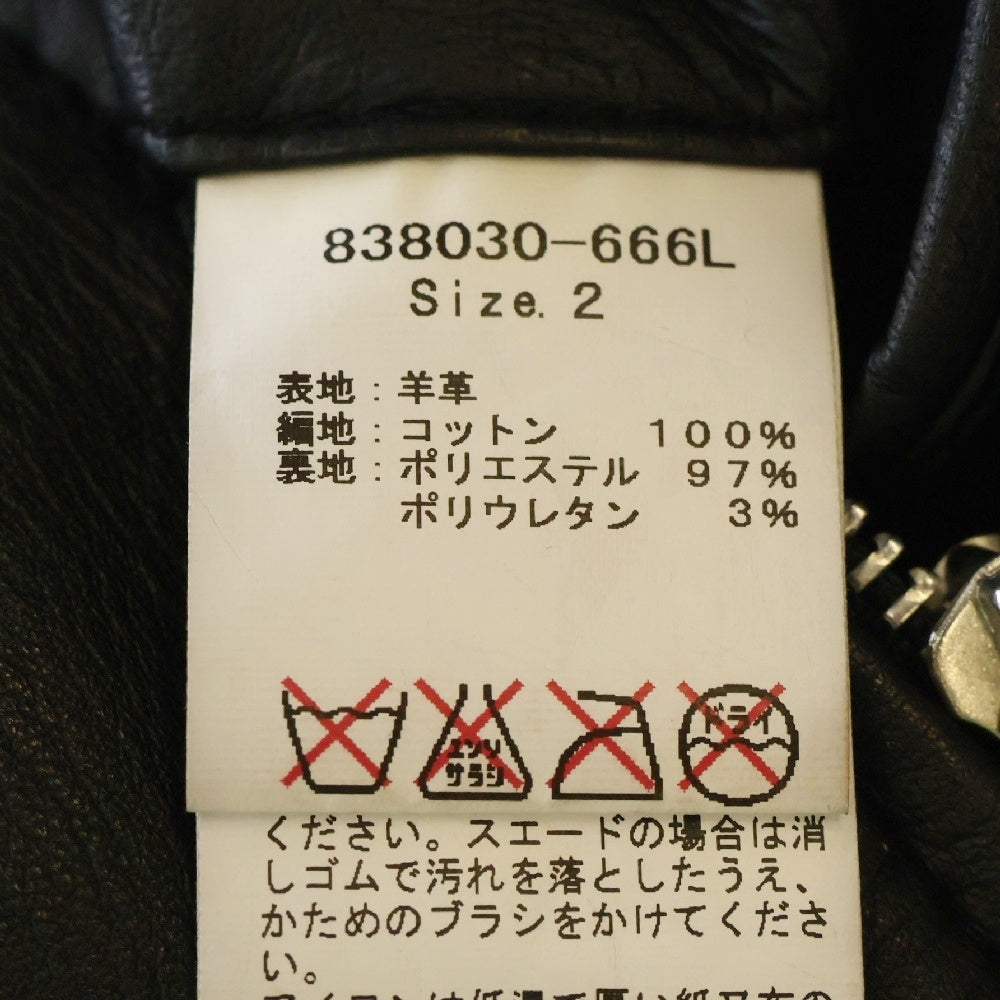 838030-666L
Size. 2
表地:羊革
編地:コットン 100%
裏地:ポリエステル 97%
ポリウレタン 3%
エンソ
サラシ
ドライ
ください。スエードの場合は消
しゴムで汚れを落としたうえ、
かためのブラシをかけてくださ
い。